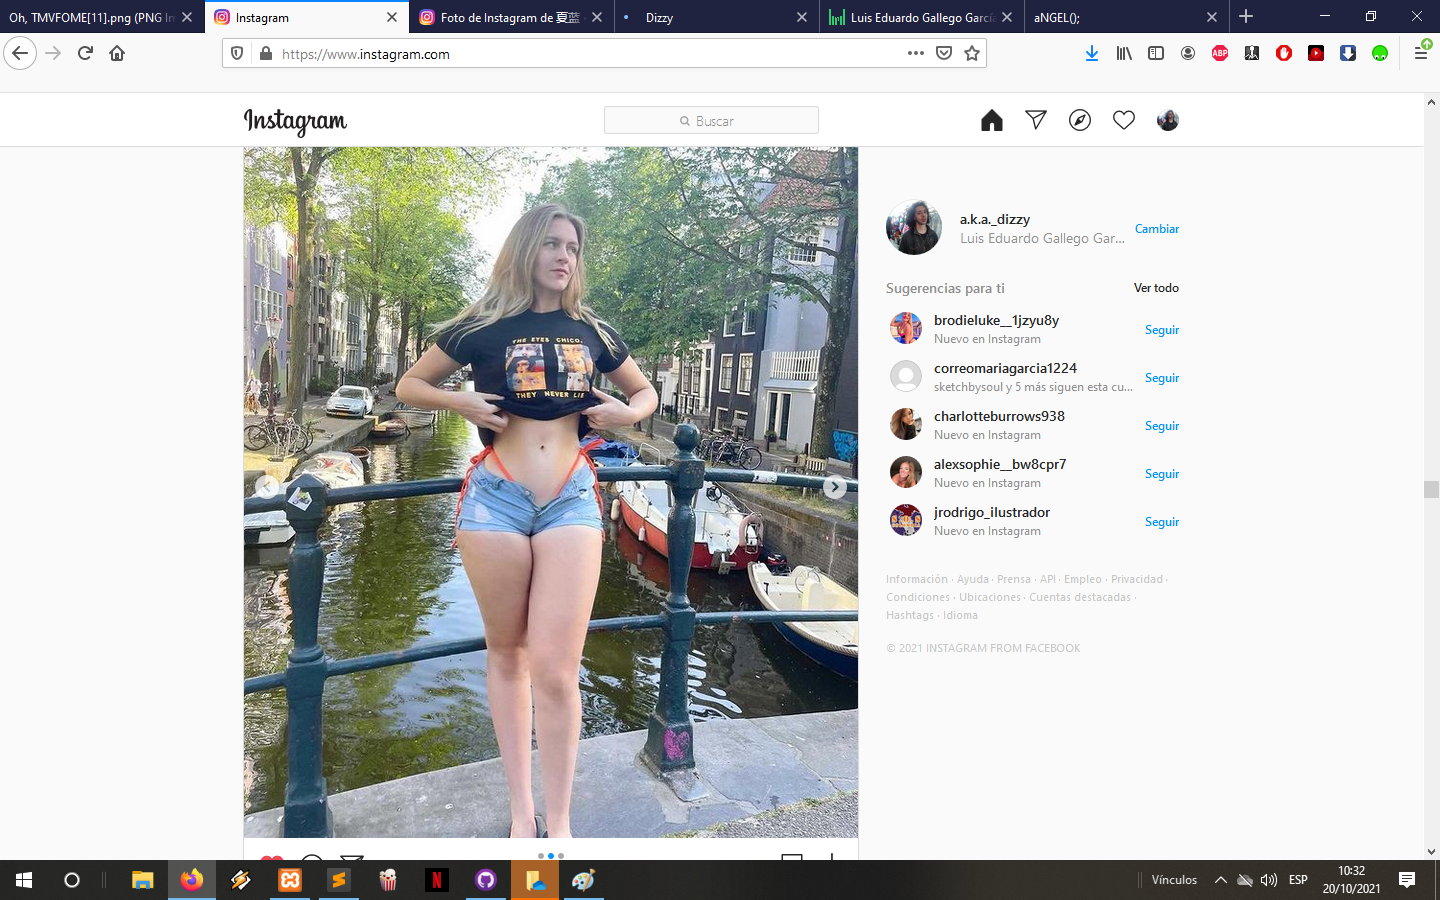 Oh, TMVFOME[11].png (PNG Im
Instagram
Foto de Instagram de 夏蓝
Dizzy
Luis Eduardo Gallego García
aNGEL();
https://www.instagram.com
ABP
Instagram
Buscar
THE EYES CHICO,
THEY NEVER LIE
a.k.a._dizzy
Luis Eduardo Gallego Gar...
Cambiar
Sugerencias para ti
Ver todo
brodieluke__1jzyu8y
Nuevo en Instagram
Seguir
correomariagarcia1224
sketchbysoul y 5 más siguen esta cu...
Seguir
charlotteburrows938
Nuevo en Instagram
Seguir
alexsophie__bw8cpr7
Nuevo en Instagram
Seguir
jrodrigo_ilustrador
Nuevo en Instagram
Seguir
Información · Ayuda · Prensa · API · Empleo · Privacidad ·
Condiciones · Ubicaciones · Cuentas destacadas ·
Hashtags · Idioma
© 2021 INSTAGRAM FROM FACEBOOK
Vínculos
ESP
10:32
20/10/2021